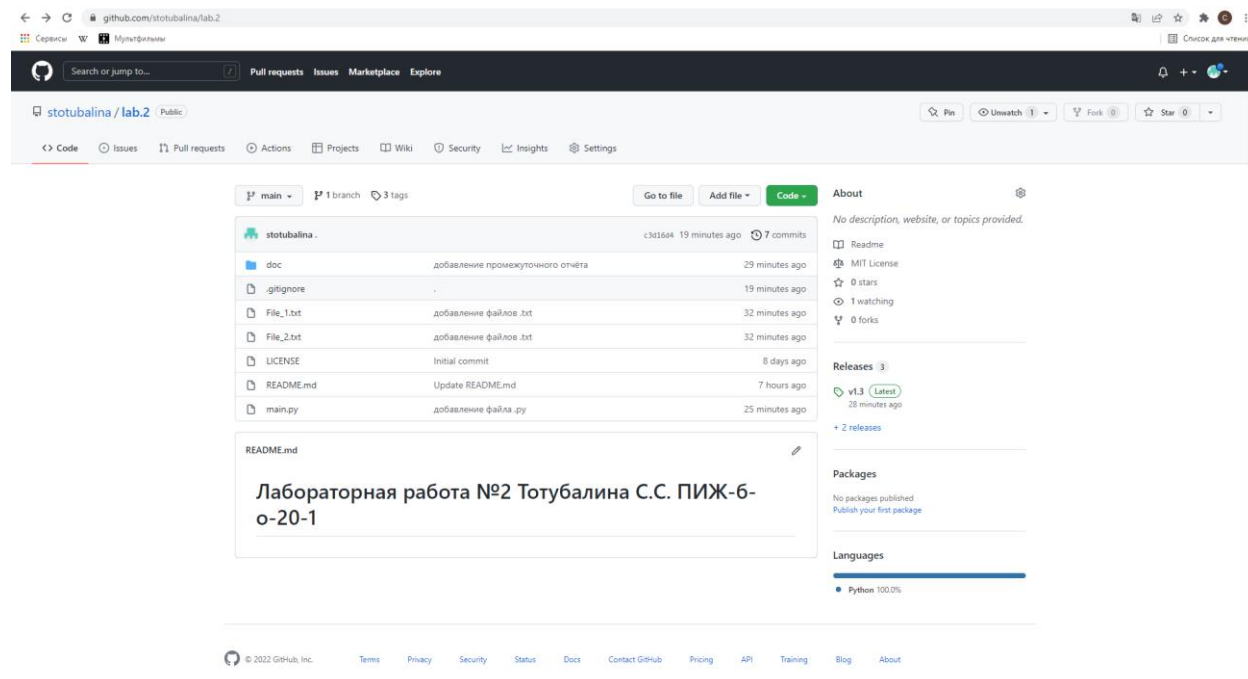 github.com/stotubalina/lab.2
Сервисы W Мультфильмы Список для чтения
Search or jump to... / Pull requests Issues Marketplace Explore
stotubalina / lab.2 Public Pin Unwatch 1 Fork 0 Star 0
Code Issues Pull requests Actions Projects Wiki Security Insights Settings
main 1 branch 3 tags Go to file Add file Code
stotubalina . c3d16d4 19 minutes ago 7 commits
doc добавление промежуточного отчёта 29 minutes ago
.gitignore . 19 minutes ago
File_1.txt добавление файлов .txt 32 minutes ago
File_2.txt добавление файлов .txt 32 minutes ago
LICENSE Initial commit 8 days ago
README.md Update README.md 7 hours ago
main.py добавление файла .py 25 minutes ago
README.md
Лабораторная работа №2 Тотубалина С.С. ПИЖ-б-
о-20-1
About
No description, website, or topics provided.
Readme
MIT License
0 stars
1 watching
0 forks
Releases 3
v1.3 Latest
28 minutes ago
+ 2 releases
Packages
No packages published
Publish your first package
Languages
Python 100.0%
© 2022 GitHub, Inc. Terms Privacy Security Status Docs Contact GitHub Pricing API Training Blog About